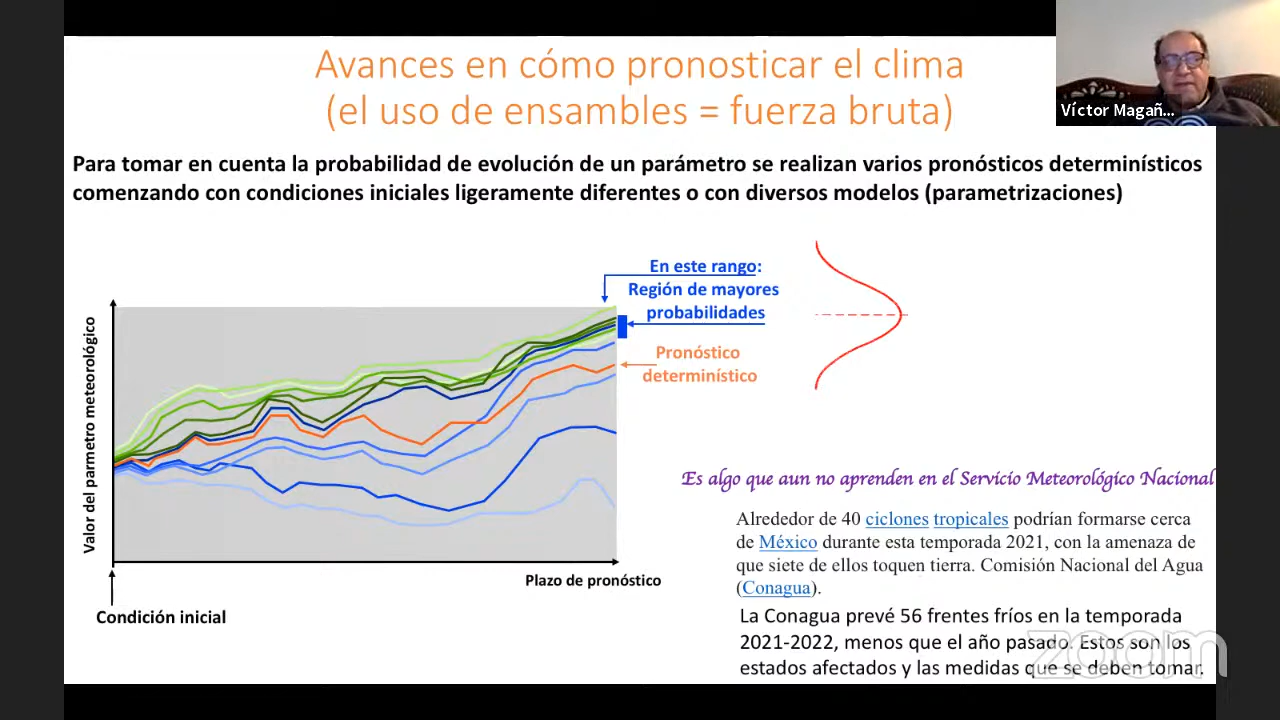 Avances en cómo pronosticar el clima
(el uso de ensambles = fuerza bruta)
Víctor Magañ...
Para tomar en cuenta la probabilidad de evolución de un parámetro se realizan varios pronósticos determinísticos
comenzando con condiciones iniciales ligeramente diferentes o con diversos modelos (parametrizaciones)
En este rango:
Región de mayores
probabilidades
Pronóstico
determinístico
Valor del parmetro meteorológico
Plazo de pronóstico
Condición inicial
Es algo que aun no aprenden en el Servicio Meteorológico Nacional
Alrededor de 40 ciclones tropicales podrían formarse cerca
de México durante esta temporada 2021, con la amenaza de
que siete de ellos toquen tierra. Comisión Nacional del Agua
(Conagua).
La Conagua prevé 56 frentes fríos en la temporada
2021-2022, menos que el año pasado. Estos son los
estados afectados y las medidas que se deben tomar.
zoom